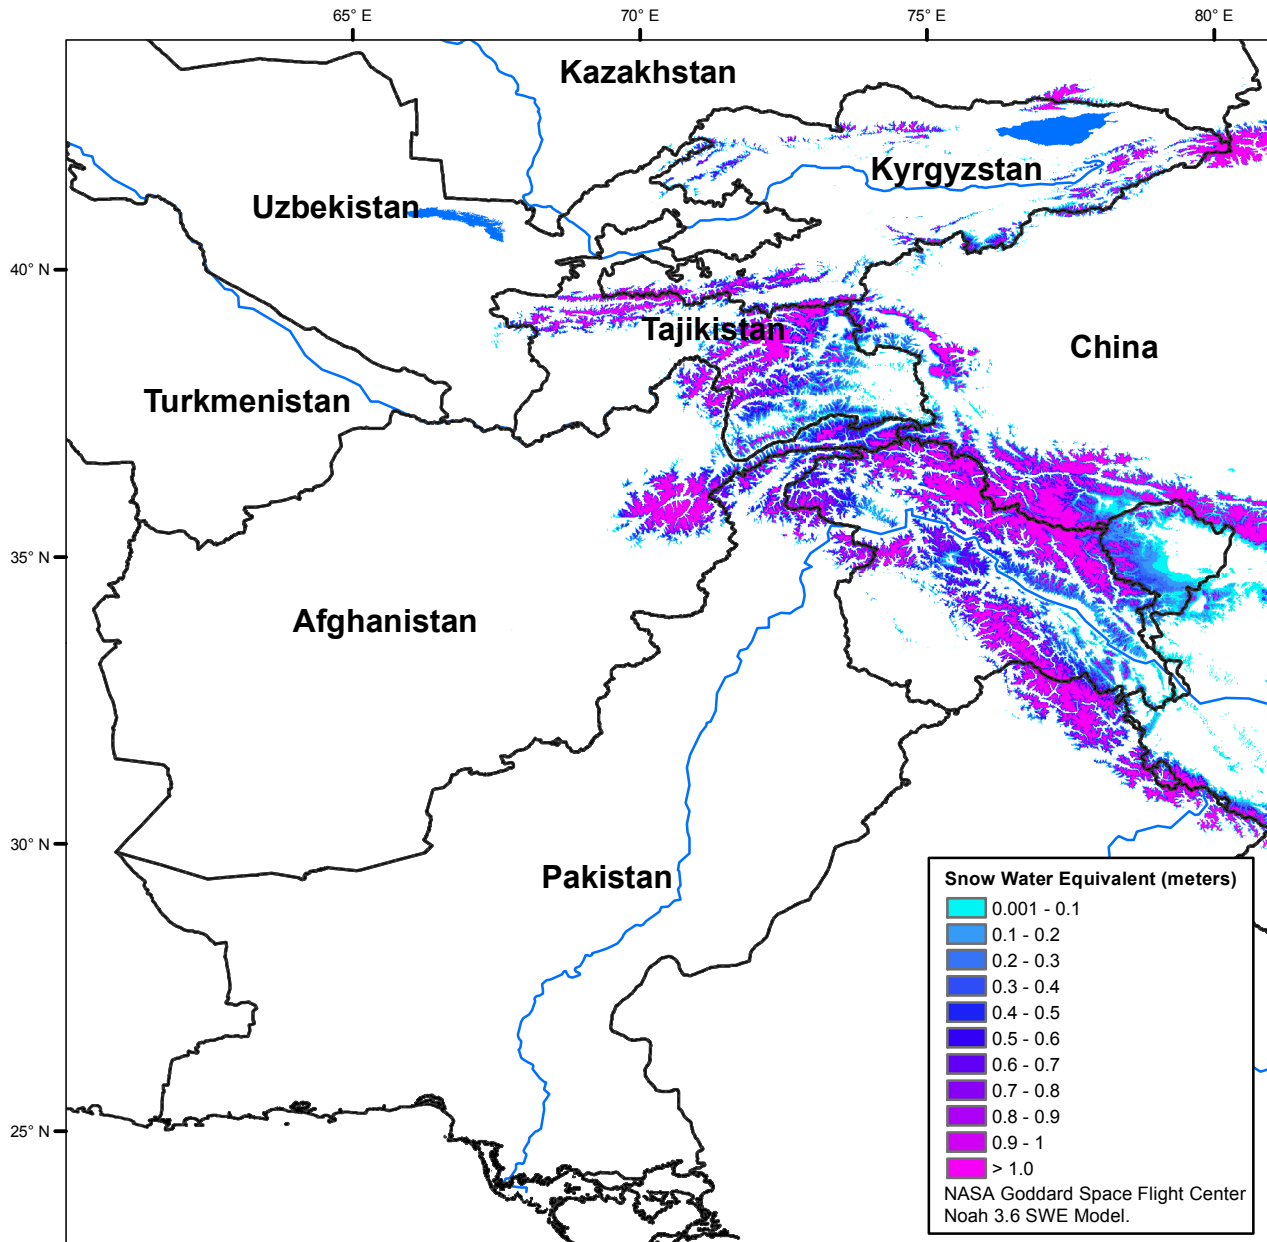 65° E
70° E
75° E
80° E
Kazakhstan
Kyrgyzstan
Uzbekistan
40° N
Tajikistan
China
Turkmenistan
35° N
Afghanistan
30° N
Pakistan
25° N
Snow Water Equivalent (meters)
0.001 - 0.1
0.1 - 0.2
0.2 - 0.3
0.3 - 0.4
0.4 - 0.5
0.5 - 0.6
0.6 - 0.7
0.7 - 0.8
0.8 - 0.9
0.9 - 1
> 1.0
NASA Goddard Space Flight Center
Noah 3.6 SWE Model.